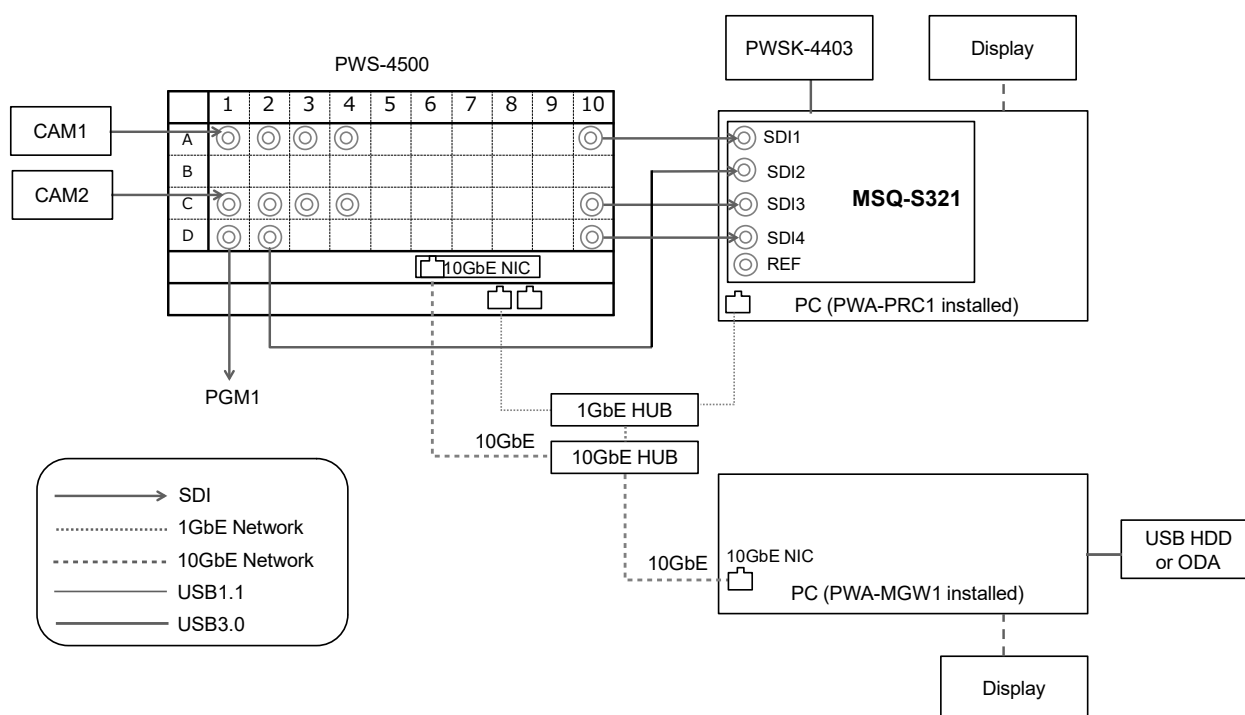 PWS-4500
PWSK-4403
Display
1 2 3 4 5 6 7 8 9 10
CAM1
A
B
CAM2
C
D
10GbE NIC
SDI1
SDI2
SDI3
SDI4
REF
MSQ-S321
PC (PWA-PRC1 installed)
PGM1
1GbE HUB
10GbE
10GbE HUB
SDI
1GbE Network
10GbE Network
USB1.1
USB3.0
10GbE
10GbE NIC
PC (PWA-MGW1 installed)
USB HDD
or ODA
Display